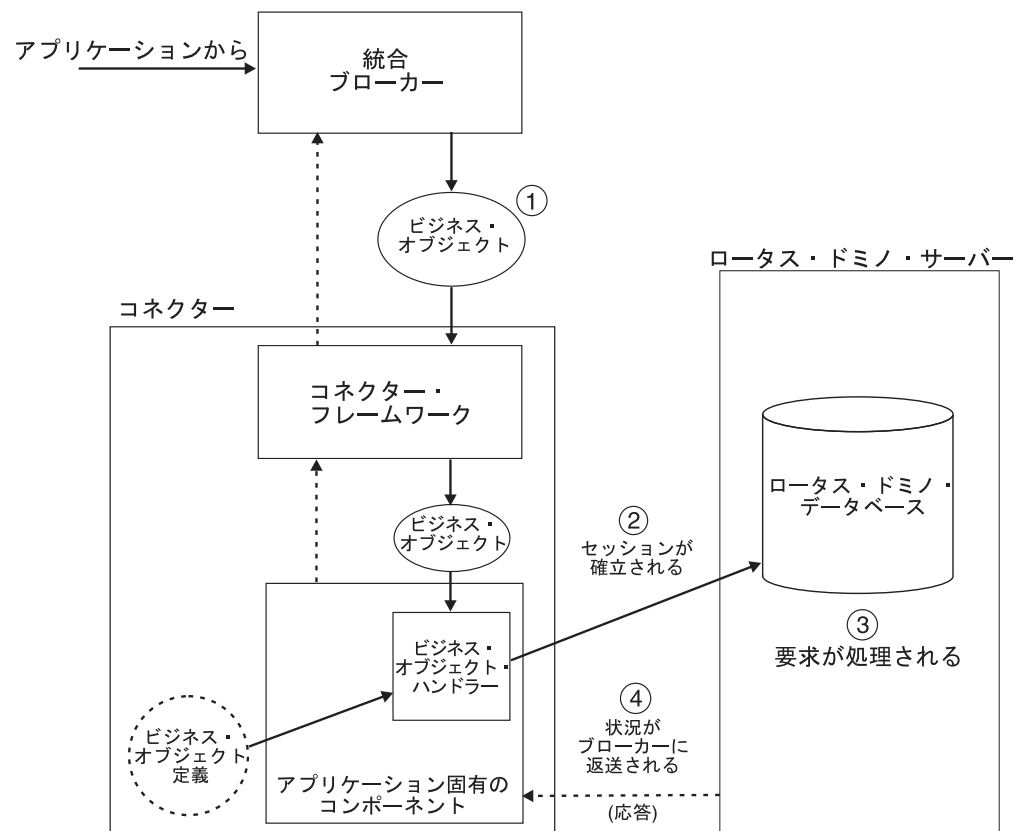 アプリケーションから
統合
ブローカー
①
ビジネス・
オブジェクト
ロータス・ドミノ・サーバー
コネクター
コネクター・
フレームワーク
ロータス・ドミノ・
データベース
ビジネス・
オブジェクト
②
セッションが
確立される
③
要求が処理される
ビジネス・
オブジェクト・
ハンドラー
④
状況が
ブローカーに
返送される
ビジネス・
オブジェクト
定義
アプリケーション固有の
コンポーネント
(応答)